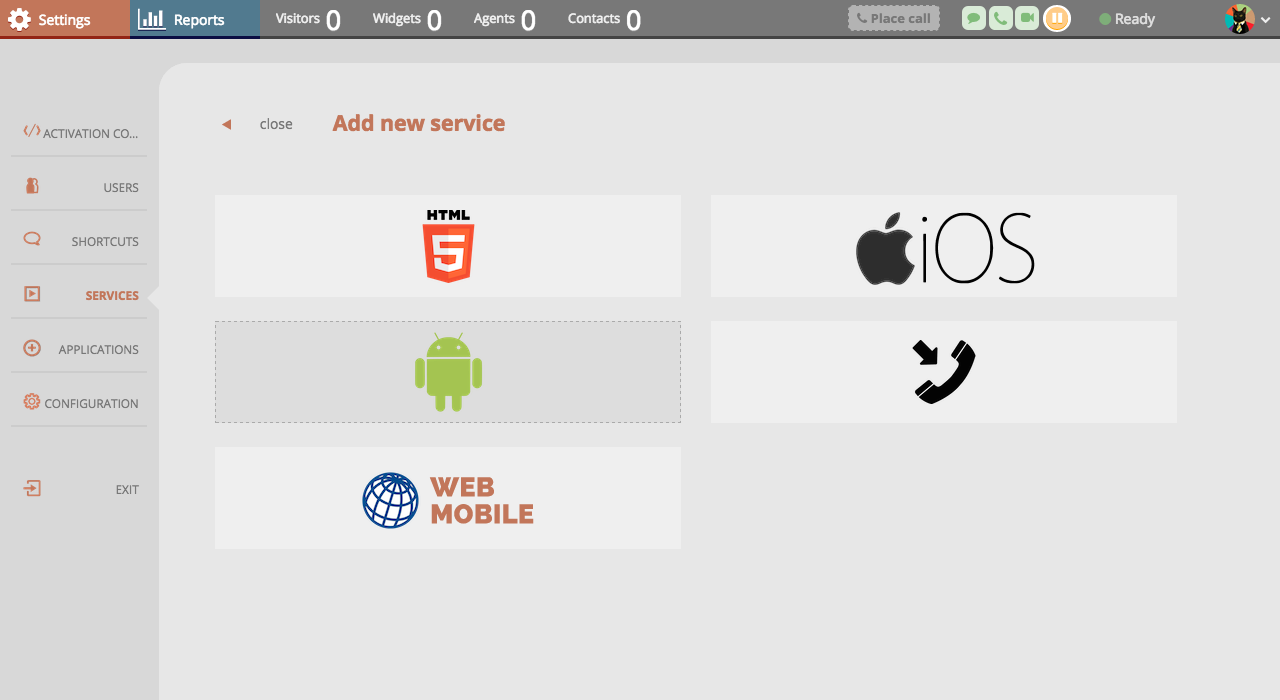 Settings
Reports
Visitors 0
Widgets 0
Agents 0
Contacts 0
Place call
Ready
close
Add new service
ACTIVATION CO...
USERS
SHORTCUTS
SERVICES
APPLICATIONS
CONFIGURATION
EXIT
HTML
5
iOS
WEB
MOBILE